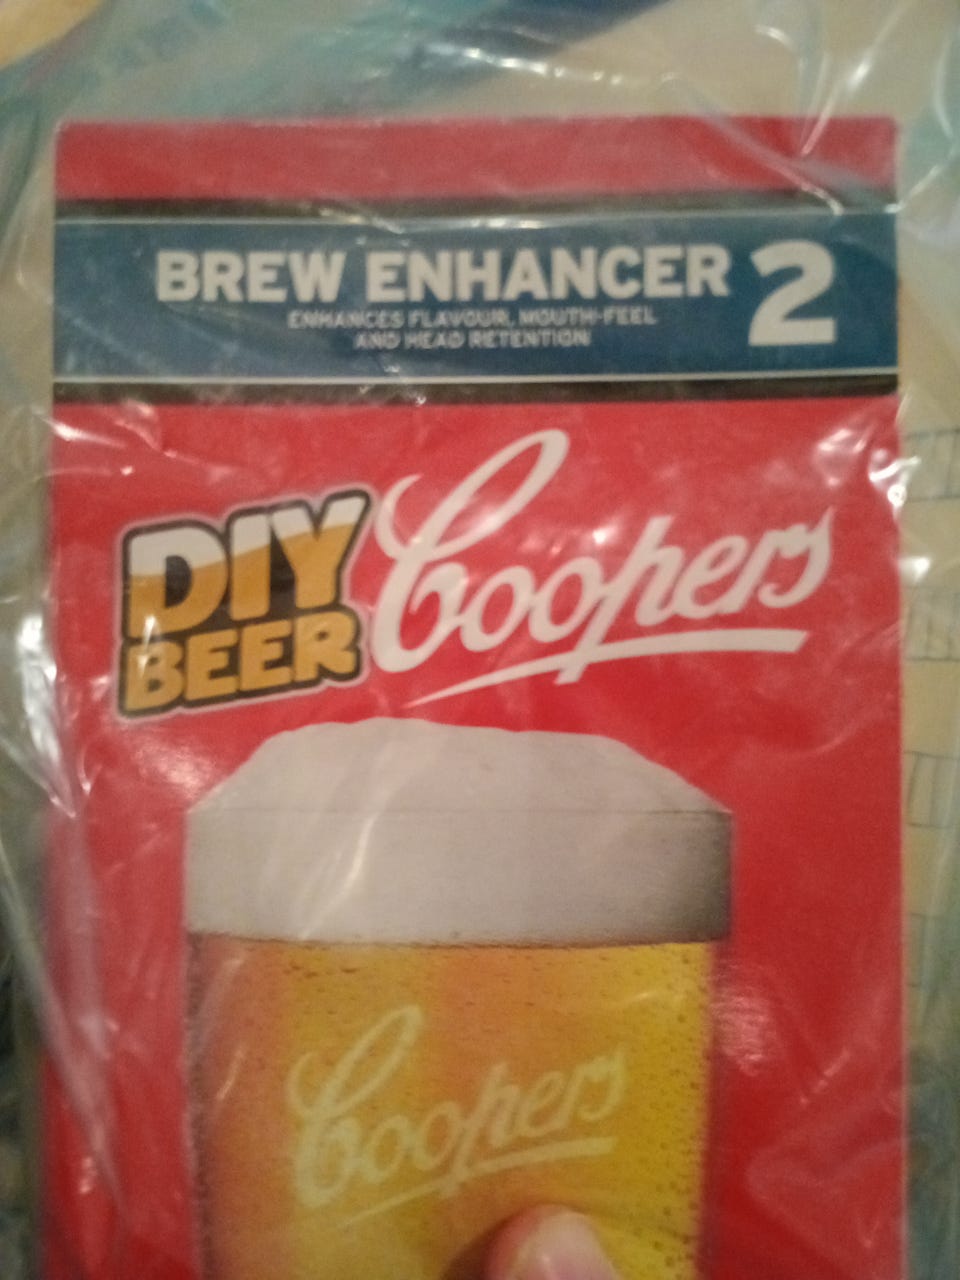 BREW ENHANCER 2
ENHANCES FLAVOUR, MOUTH-FEEL
AND HEAD RETENTION
DIY
BEER
Coopers
Coopers